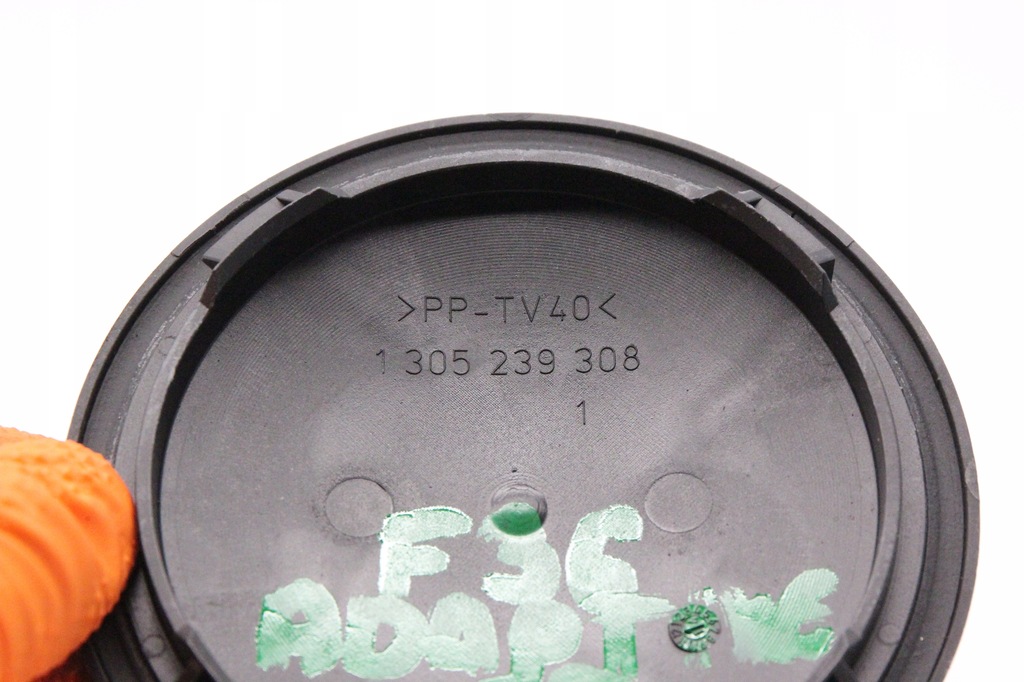 >PP-TV40<
1 305 239 308
1
F36
ADAPTIVE